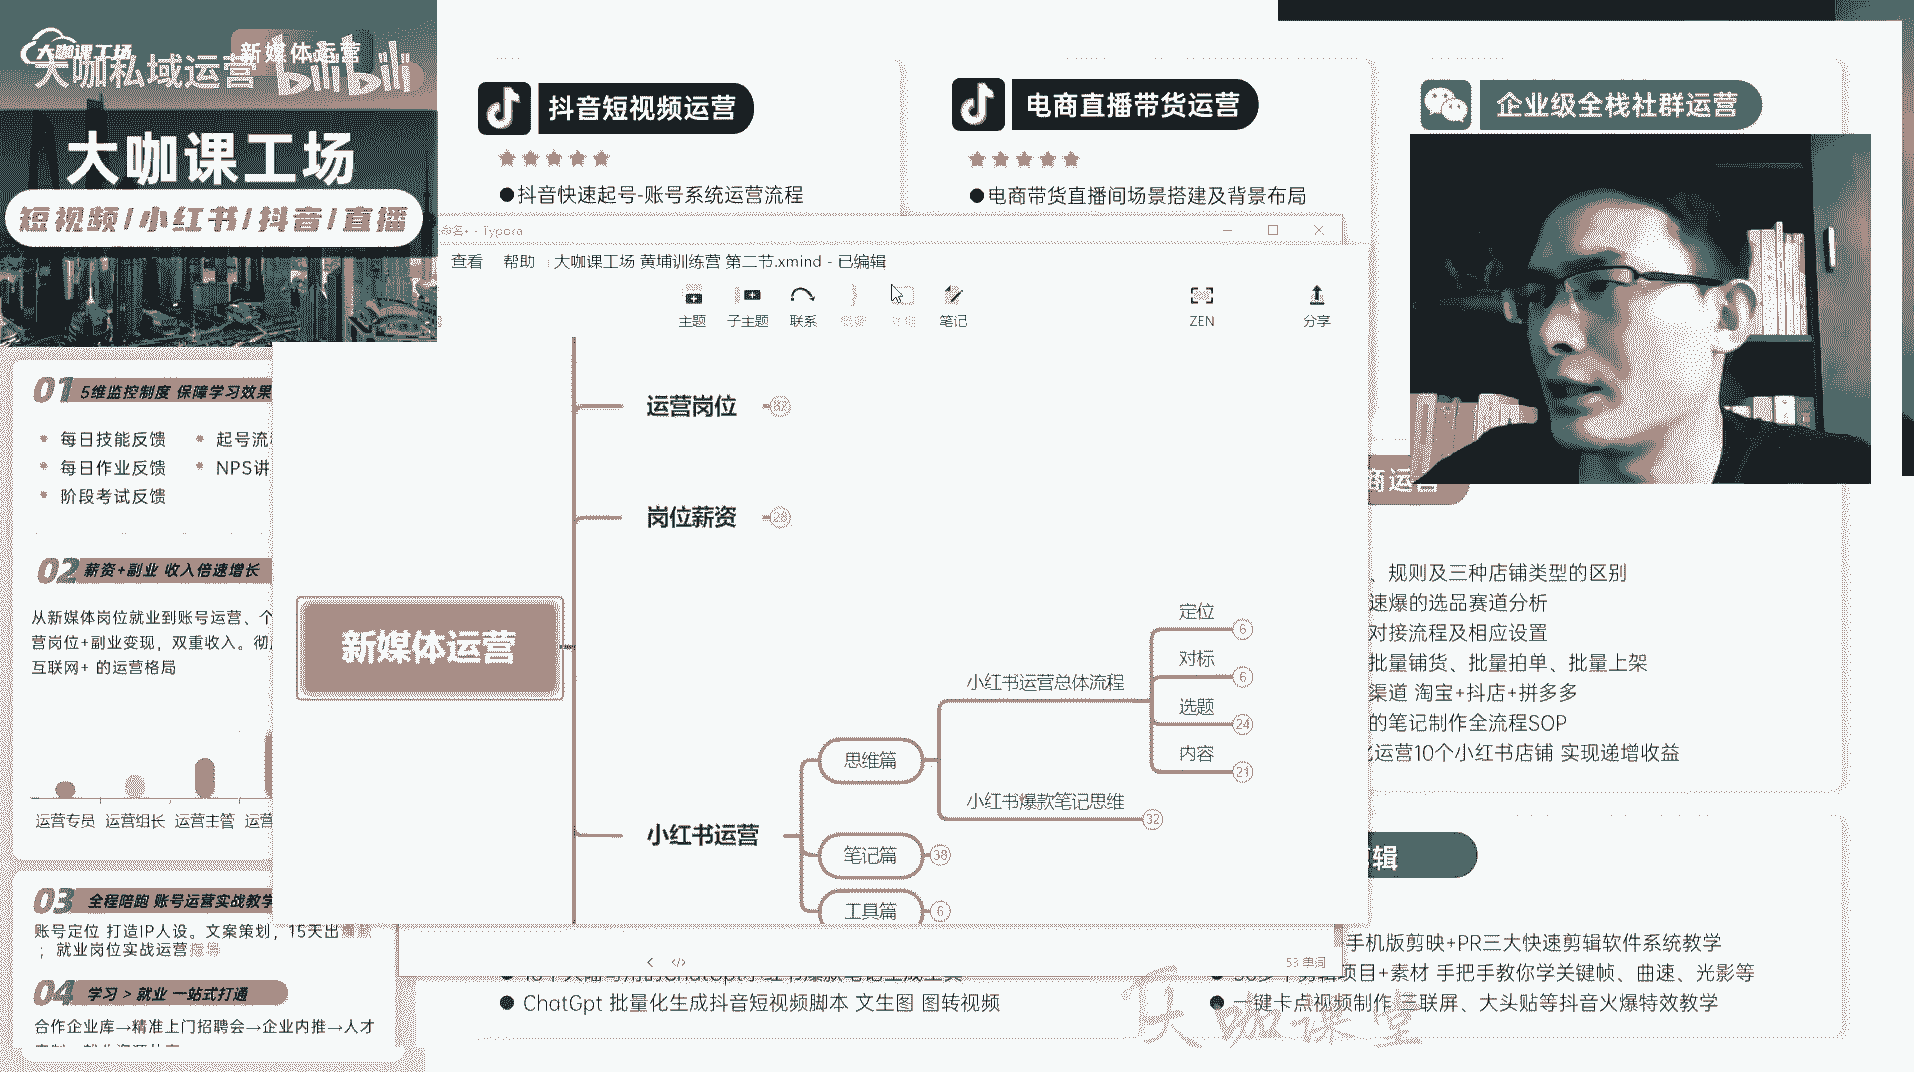 大咖课工场
新媒体运营
大咖私域运营
bilibili
大咖课工场
短视频/小红书/抖音/直播
抖音短视频运营
抖音快速起号-账号系统运营流程
电商直播带货运营
电商带货直播间场景搭建及背景布局
企业级全栈社群运营
Typora
查看 帮助 大咖课工场 黄埔训练营 第二节.xmind - 已编辑
主题 子主题 联系 笔记 ZEN 分享
运营岗位
岗位薪资 28
新媒体运营
小红书运营
思维篇
笔记篇 38
工具篇 6
小红书运营总体流程
定位 6
对标 6
选题 24
内容 21
小红书爆款笔记思维 32
01 5维监控制度 保障学习效果
每日技能反馈
起号流
每日作业反馈
NPS讲
阶段考试反馈
02 薪资+副业 收入倍速增长
从新媒体岗位就业到账号运营、个
营岗位+副业变现，双重收入。彻
互联网+ 的运营格局
运营专员 运营组长 运营主管 运营
03 全程陪跑 账号运营实战教学
账号定位 打造IP人设。文案策划，15天出爆款
；就业岗位实战运营
04 学习 > 就业 一站式打通
合作企业库→精准上门招聘会→企业内推→人才
商运营
、规则及三种店铺类型的区别
速爆的选品赛道分析
对接流程及相应设置
批量铺货、批量拍单、批量上架
渠道 淘宝+抖店+拼多多
的笔记制作全流程SOP
运营10个小红书店铺 实现递增收益
辑
手机版剪映+PR三大快速剪辑软件系统教学
项目+素材 手把手教你学关键帧、曲速、光影等
一键卡点视频制作 三联屏、大头贴等抖音火爆特效教学
53 单词
ChatGpt 批量化生成抖音短视频脚本 文生图 图转视频
大咖课堂